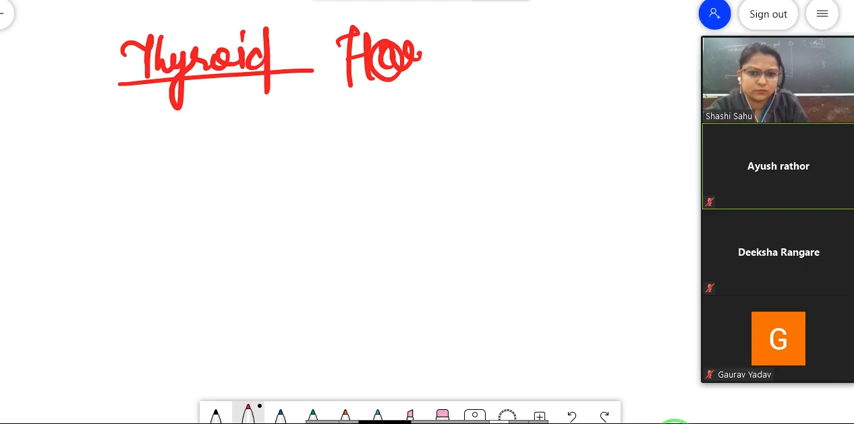 Sign out
Thyroid
Shashi Sahu
Ayush rathor
Deeksha Rangare
G
Gaurav Yadav